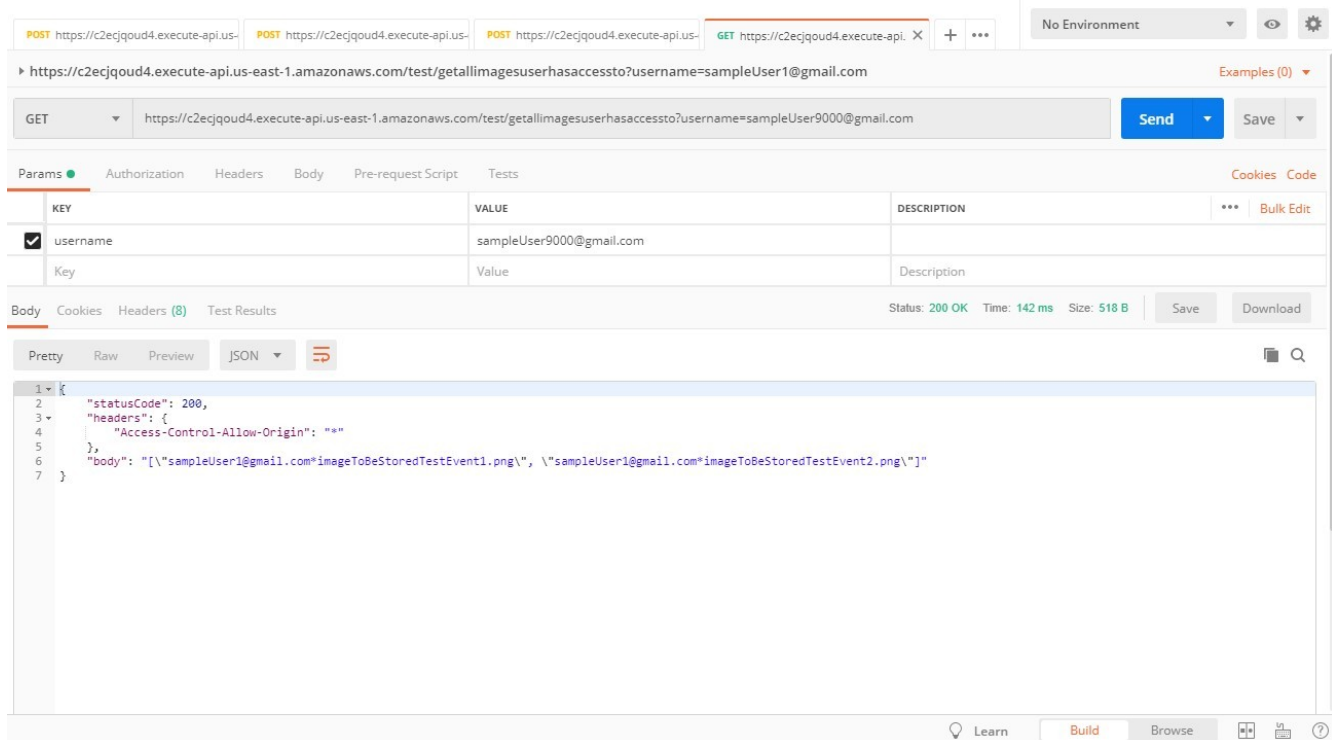 POST https://c2ecjqoud4.execute-api.us- POST https://c2ecjqoud4.execute-api.us- POST https://c2ecjqoud4.execute-api.us- GET https://c2ecjqoud4.execute-api. No Environment
https://c2ecjqoud4.execute-api.us-east-1.amazonaws.com/test/getallimagesuserhasaccessto?username=sampleUser1@gmail.com Examples (0)
GET https://c2ecjqoud4.execute-api.us-east-1.amazonaws.com/test/getallimagesuserhasaccessto?username=sampleUser9000@gmail.com Send Save
Params Authorization Headers Body Pre-request Script Tests Cookies Code
KEY VALUE DESCRIPTION Bulk Edit
username sampleUser9000@gmail.com
Key Value Description
Body Cookies Headers (8) Test Results Status: 200 OK Time: 142 ms Size: 518 B Save Download
Pretty Raw Preview JSON
1 {
2 "statusCode": 200,
3 "headers": {
4 "Access-Control-Allow-Origin": "*"
5 },
6 "body": "[\"sampleUser1@gmail.com*imageToBeStoredTestEvent1.png\", \"sampleUser1@gmail.com*imageToBeStoredTestEvent2.png\"]"
7 }
Learn Build Browse